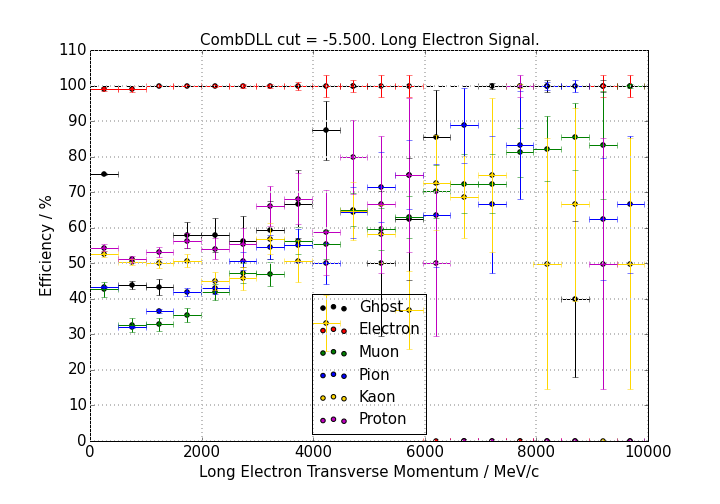 CombDLL cut = -5.500. Long Electron Signal.
110
100
90
80
70
60
50
40
30
20
10
0
Efficiency / %
Ghost
Electron
Muon
Pion
Kaon
Proton
0 2000 4000 6000 8000 10000
Long Electron Transverse Momentum / MeV/c